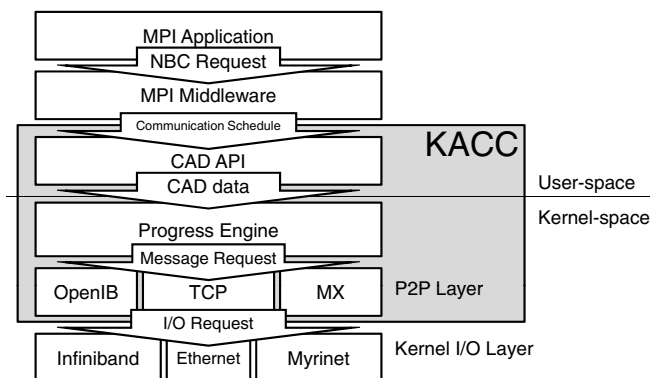 MPI Application
NBC Request
MPI Middleware
Communication Schedule
KACC
CAD API
CAD data
User-space
Kernel-space
Progress Engine
Message Request
OpenIB TCP MX P2P Layer
I/O Request
Infiniband Ethernet Myrinet Kernel I/O Layer